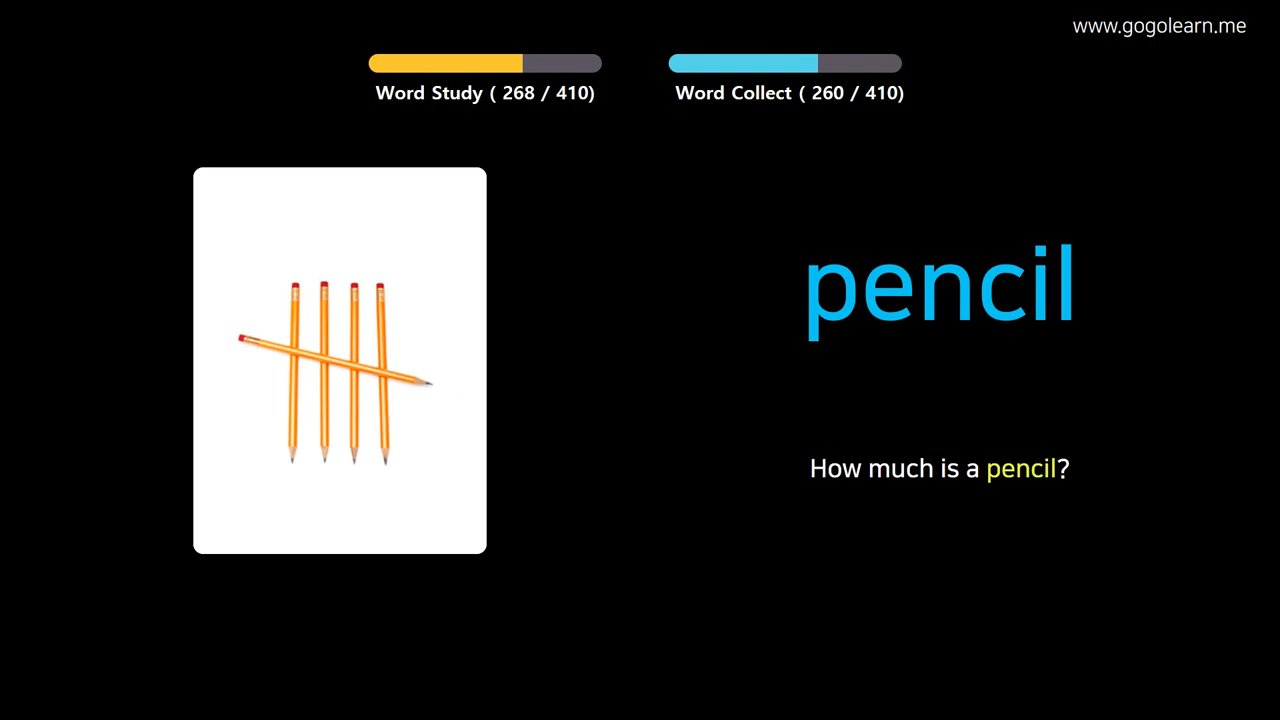 www.gogolearn.me
Word Study ( 268 / 410)
Word Collect ( 260 / 410)
pencil
How much is a pencil?